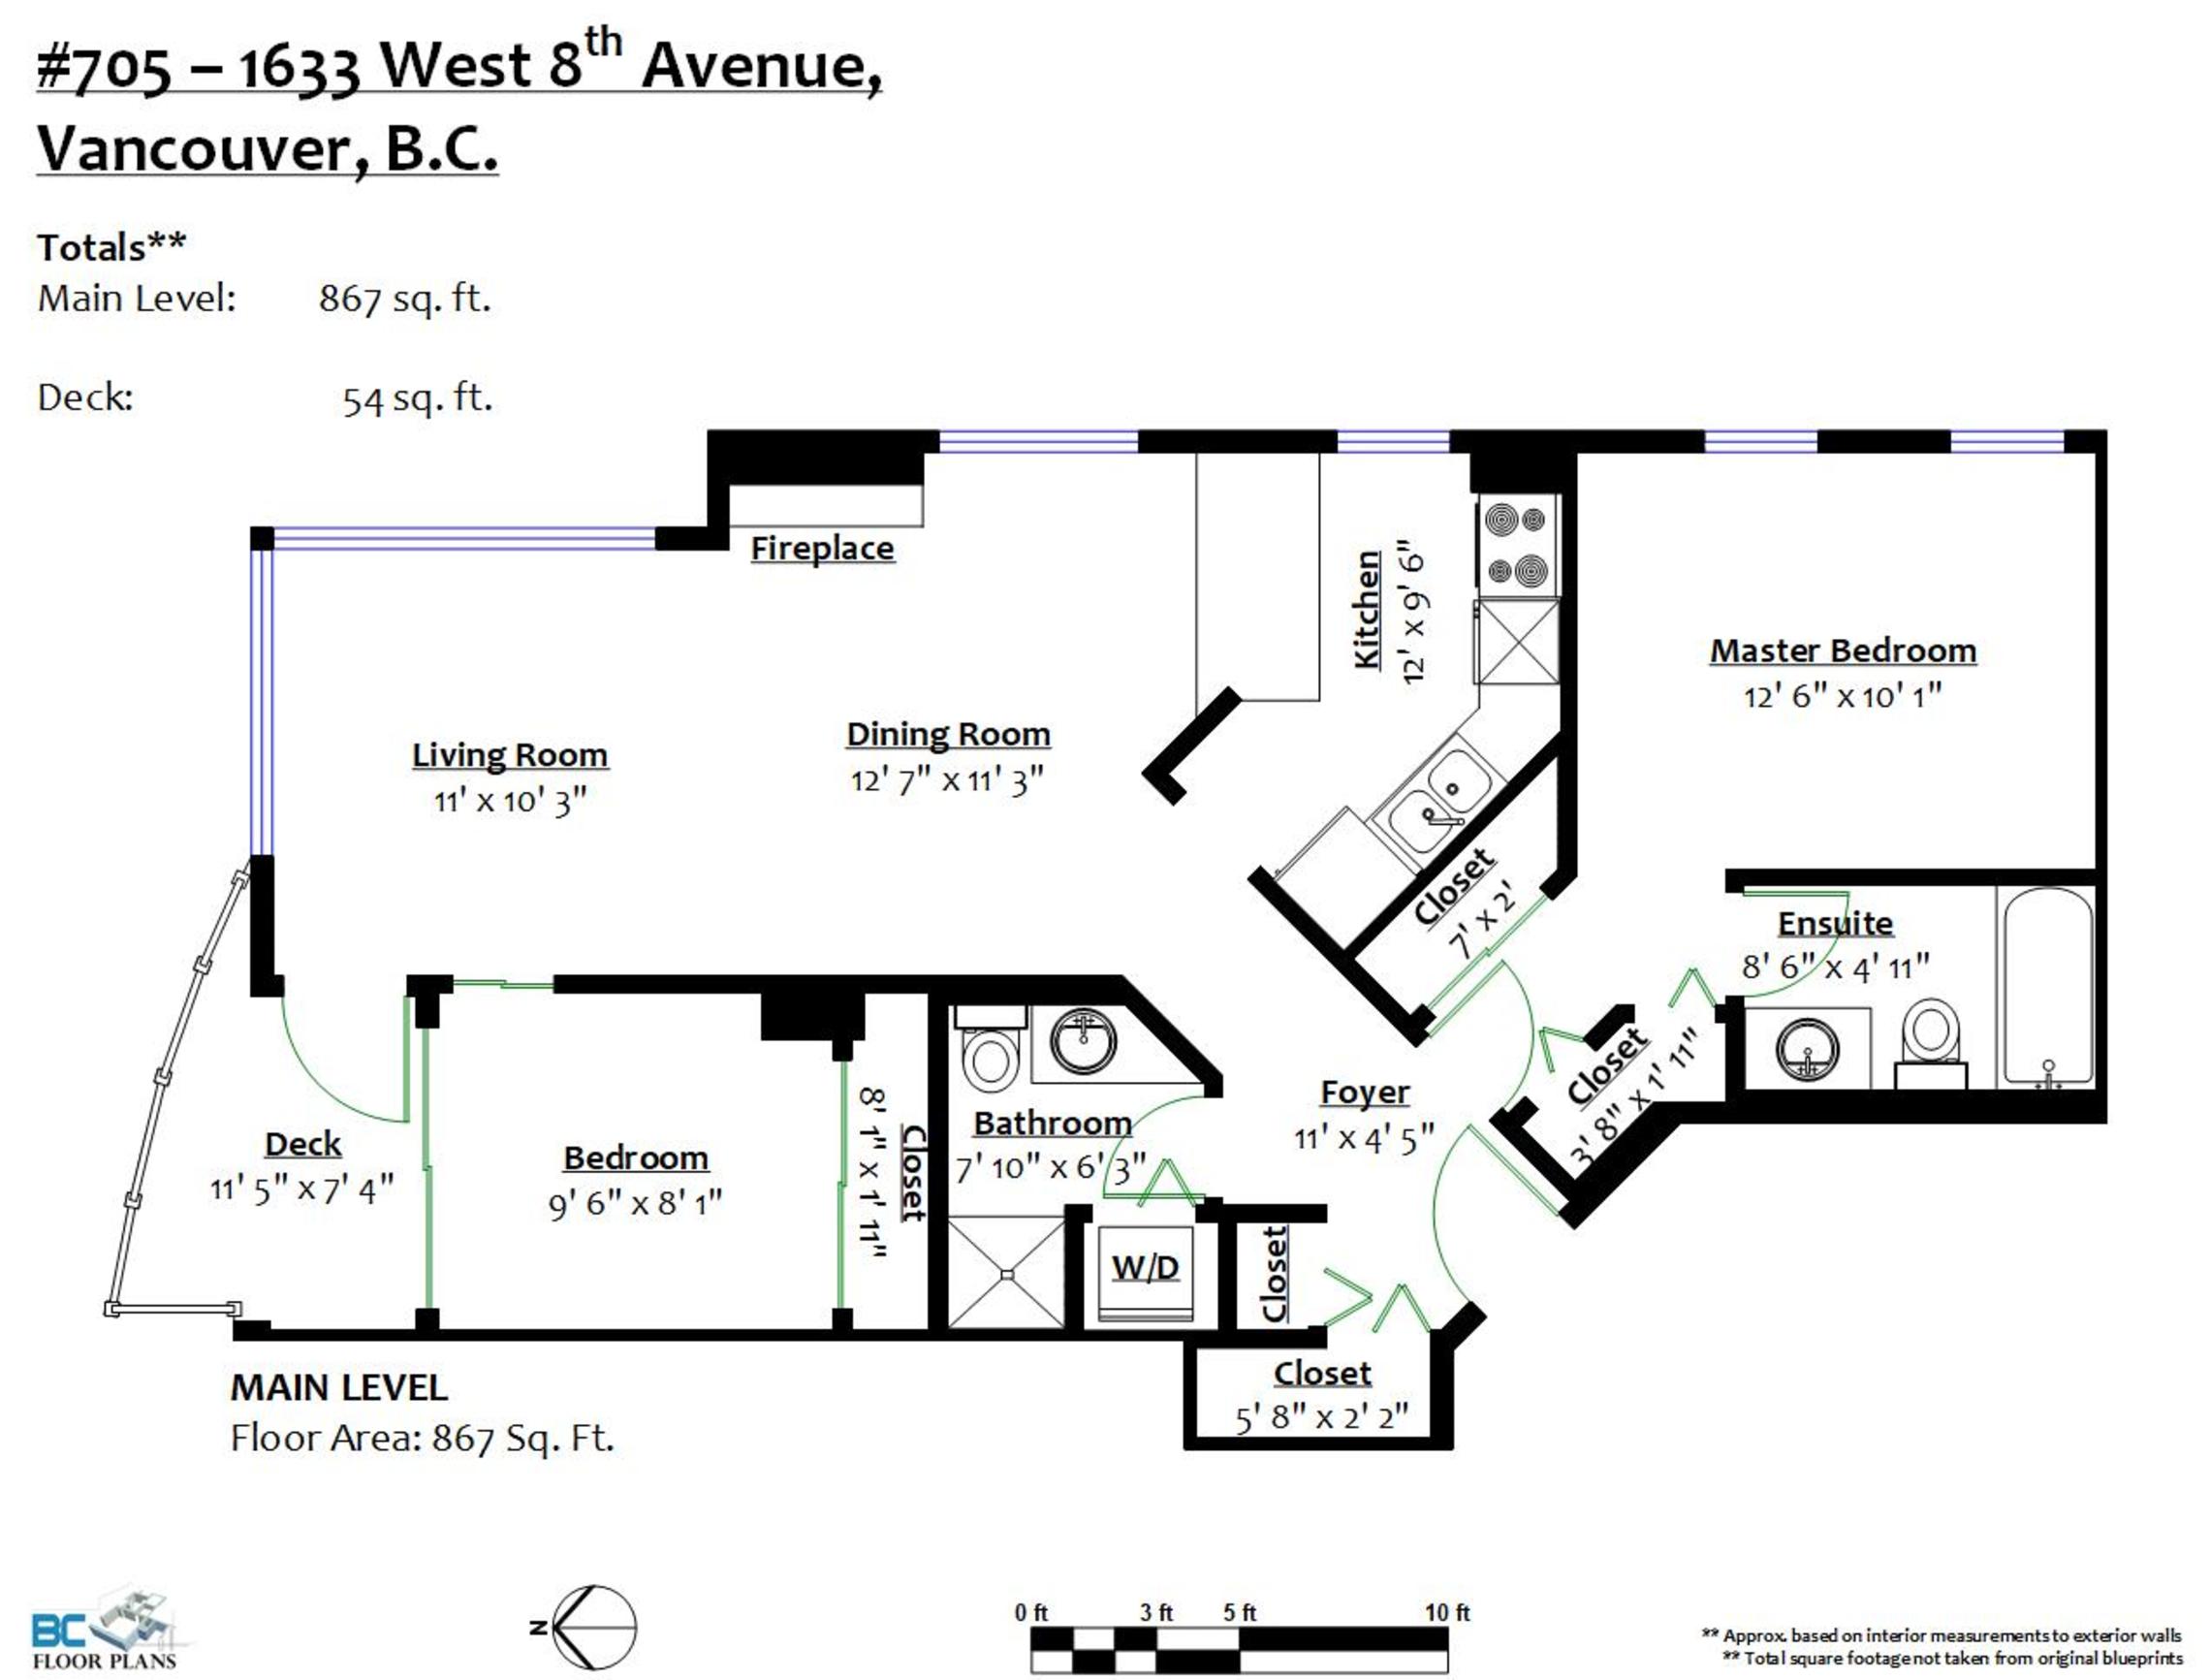 #705 – 1633 West 8th Avenue,
Vancouver, B.C.
Totals**
Main Level: 867 sq. ft.
Deck: 54 sq. ft.
Fireplace
Kitchen
12' x 9' 6"
Master Bedroom
12' 6" x 10' 1"
Living Room
11' x 10' 3"
Dining Room
12' 7" x 11' 3"
Closet
7' x 2'
Ensuite
8' 6" x 4' 11"
Closet
3' 8" x 1' 11"
Foyer
11' x 4' 5"
Bathroom
7' 10" x 6' 3"
Deck
11' 5" x 7' 4"
Bedroom
9' 6" x 8' 1"
Closet
8' 1" x 1' 11"
W/D
Closet
Closet
5' 8" x 2' 2"
MAIN LEVEL
Floor Area: 867 Sq. Ft.
BC
FLOOR PLANS
N
0 ft 3 ft 5 ft 10 ft
** Approx. based on interior measurements to exterior walls
** Total square footage not taken from original blueprints